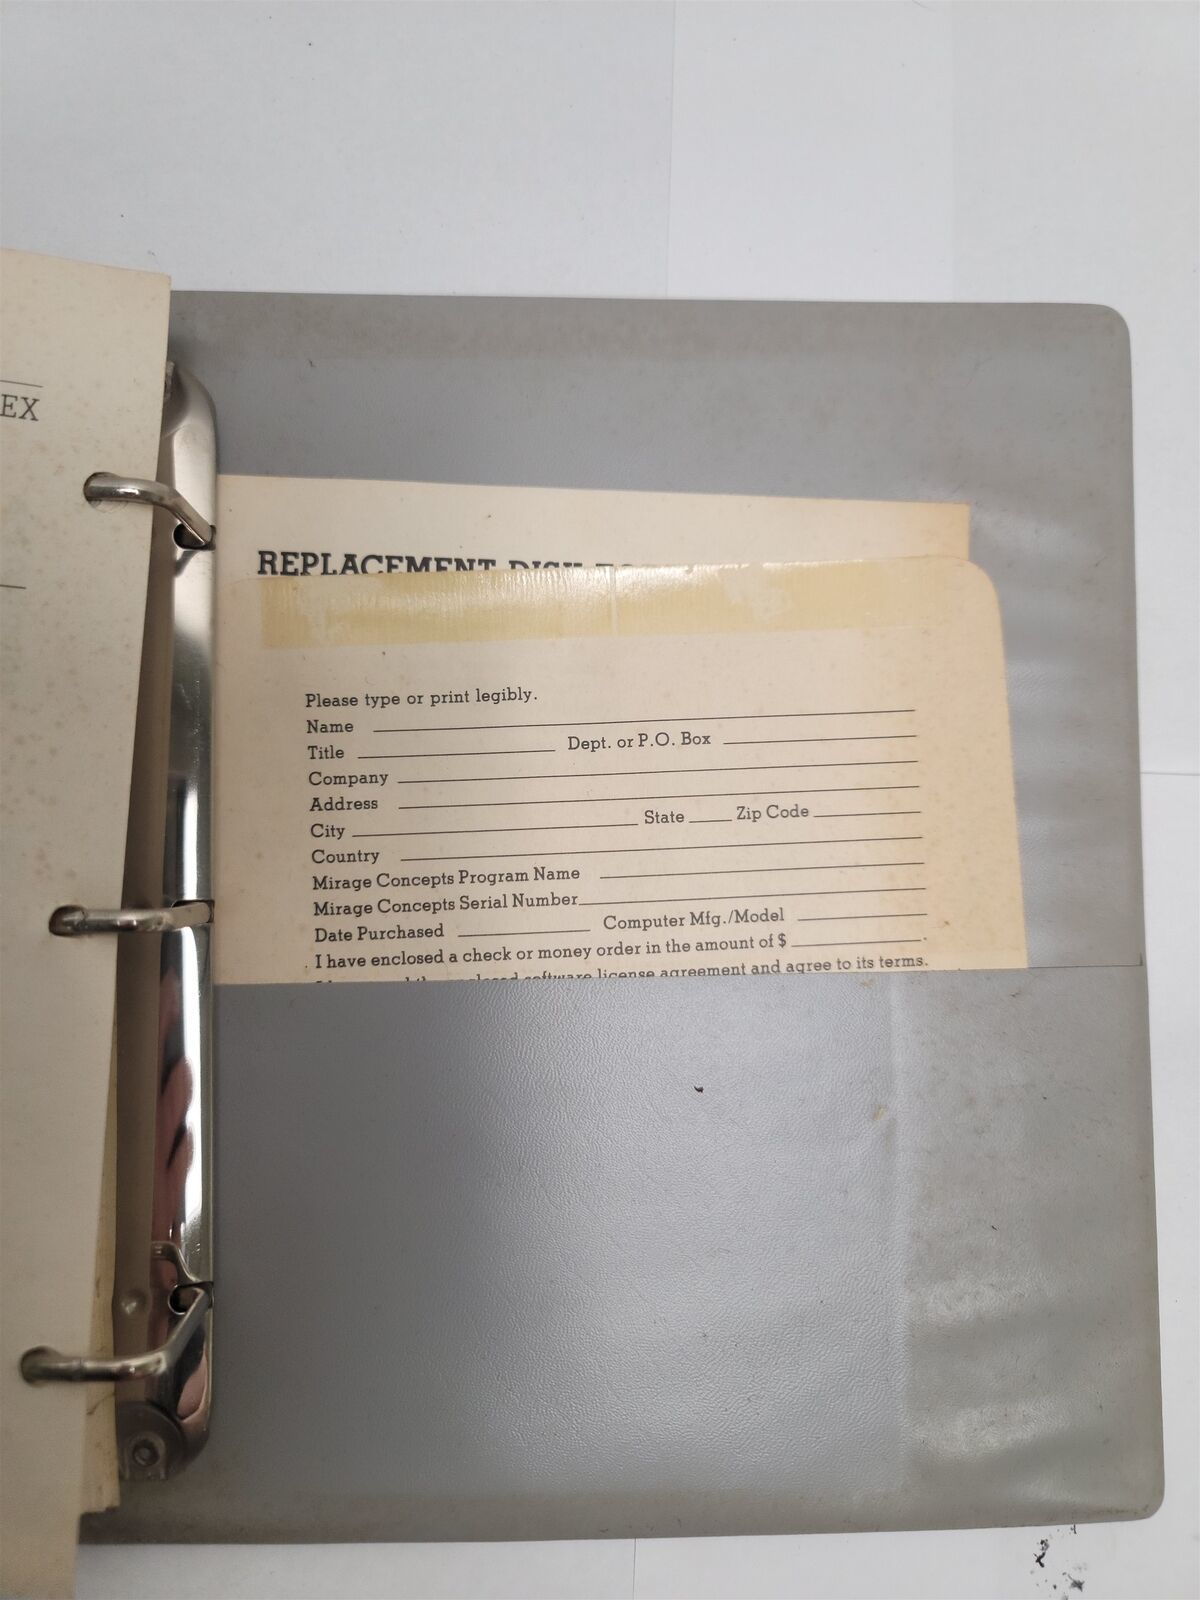 EX
REPLACEMENT DISK
Please type or print legibly.
Name
Title Dept. or P.O. Box
Company
Address
City State Zip Code
Country
Mirage Concepts Program Name
Mirage Concepts Serial Number
Date Purchased Computer Mfg./Model
I have enclosed a check or money order in the amount of $ .
software license agreement and agree to its terms.